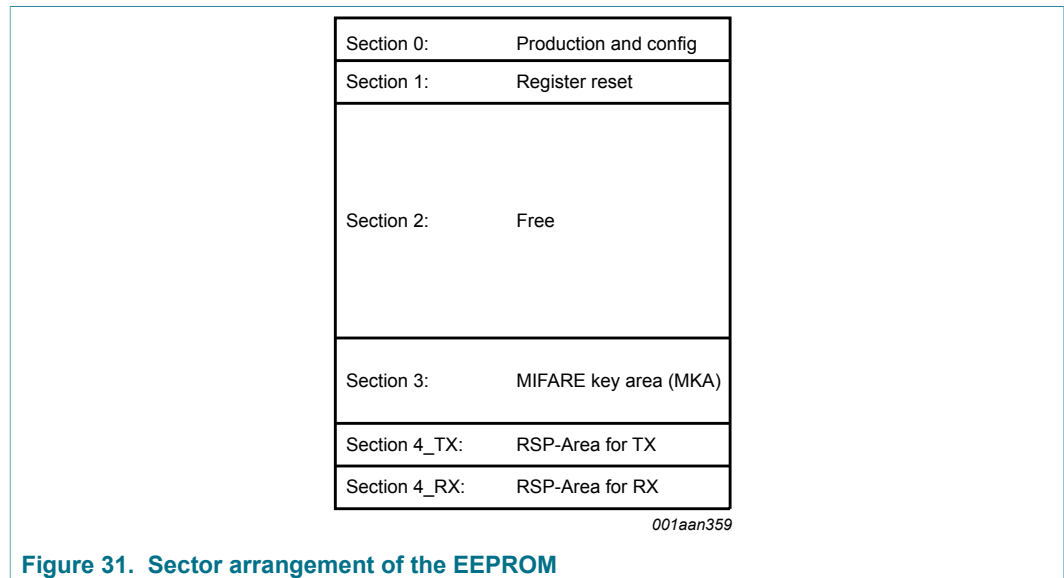 Section 0: Production and config
Section 1: Register reset
Section 2: Free
Section 3: MIFARE key area (MKA)
Section 4_TX: RSP-Area for TX
Section 4_RX: RSP-Area for RX
001aan359
Figure 31. Sector arrangement of the EEPROM